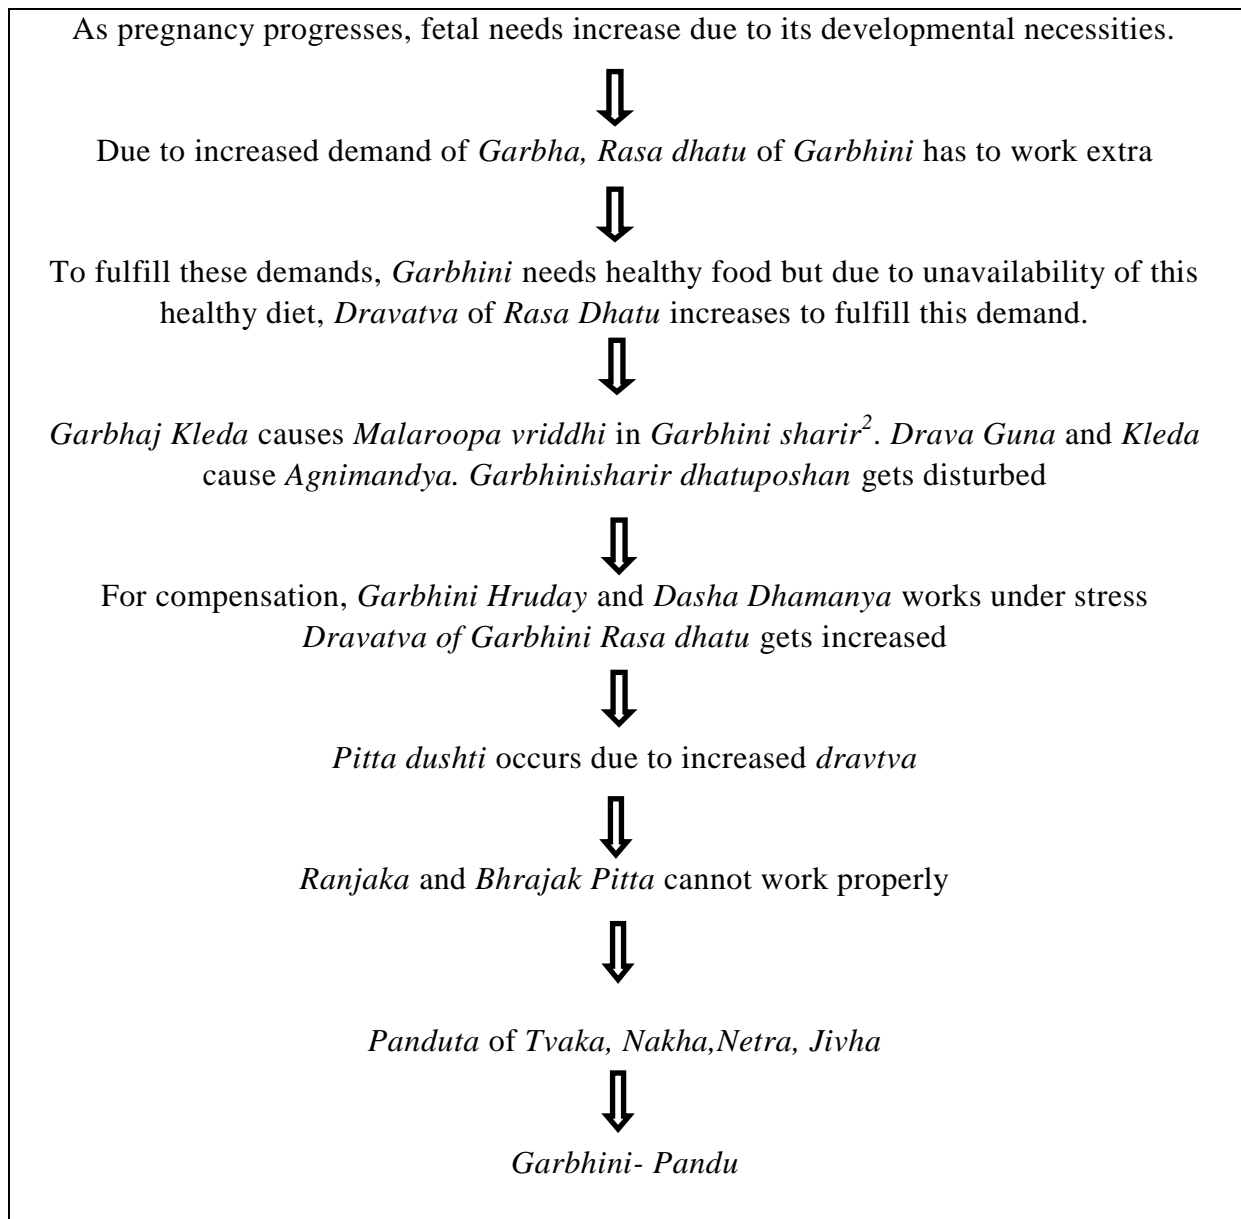 As pregnancy progresses, fetal needs increase due to its developmental necessities.
Due to increased demand of Garbha, Rasa dhatu of Garbhini has to work extra
To fulfill these demands, Garbhini needs healthy food but due to unavailability of this
healthy diet, Dravatva of Rasa Dhatu increases to fulfill this demand.
Garbhaj Kleda causes Malaroopa vriddhi in Garbhini sharir². Drava Guna and Kleda
cause Agnimandya. Garbhinisharir dhatuposhan gets disturbed
For compensation, Garbhini Hruday and Dasha Dhamanya works under stress
Dravatva of Garbhini Rasa dhatu gets increased
Pitta dushti occurs due to increased dravtva
Ranjaka and Bhrajak Pitta cannot work properly
Panduta of Tvaka, Nakha,Netra, Jivha
Garbhini- Pandu